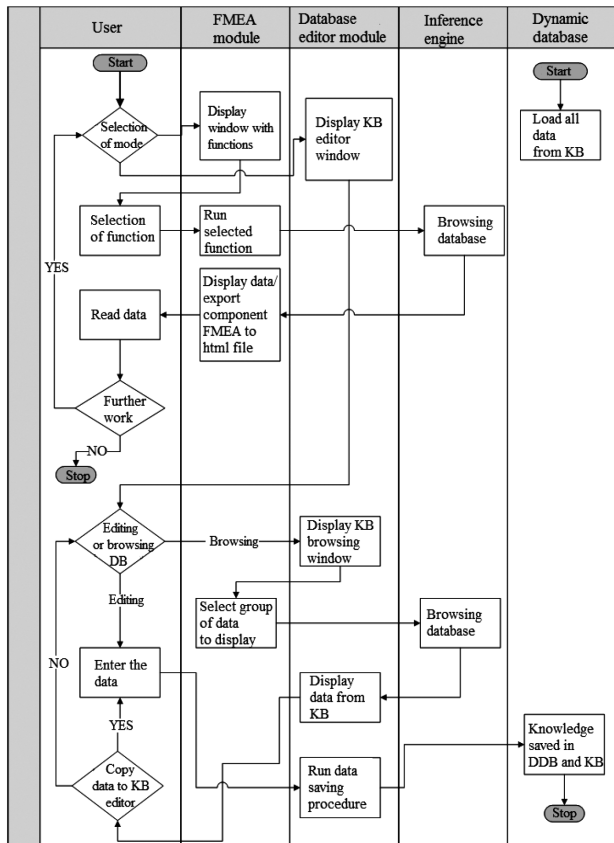 User
FMEA
module
Database
editor module
Inference
engine
Dynamic
database
Start
Start
Selection
of mode
Display
window with
functions
Display KB
editor
window
Load all
data
from KB
Selection
of function
Run
selected
function
Browsing
database
YES
Read data
Display data/
export
component
FMEA to
html file
Further
work
NO
Stop
Editing
or browsing
DB
Browsing
Display KB
browsing
window
Editing
Select group
of data
to display
Browsing
database
NO
Enter the
data
Display
data from
KB
YES
Knowledge
saved in
DDB and KB
Copy
data to KB
editor
Run data
saving
procedure
Stop